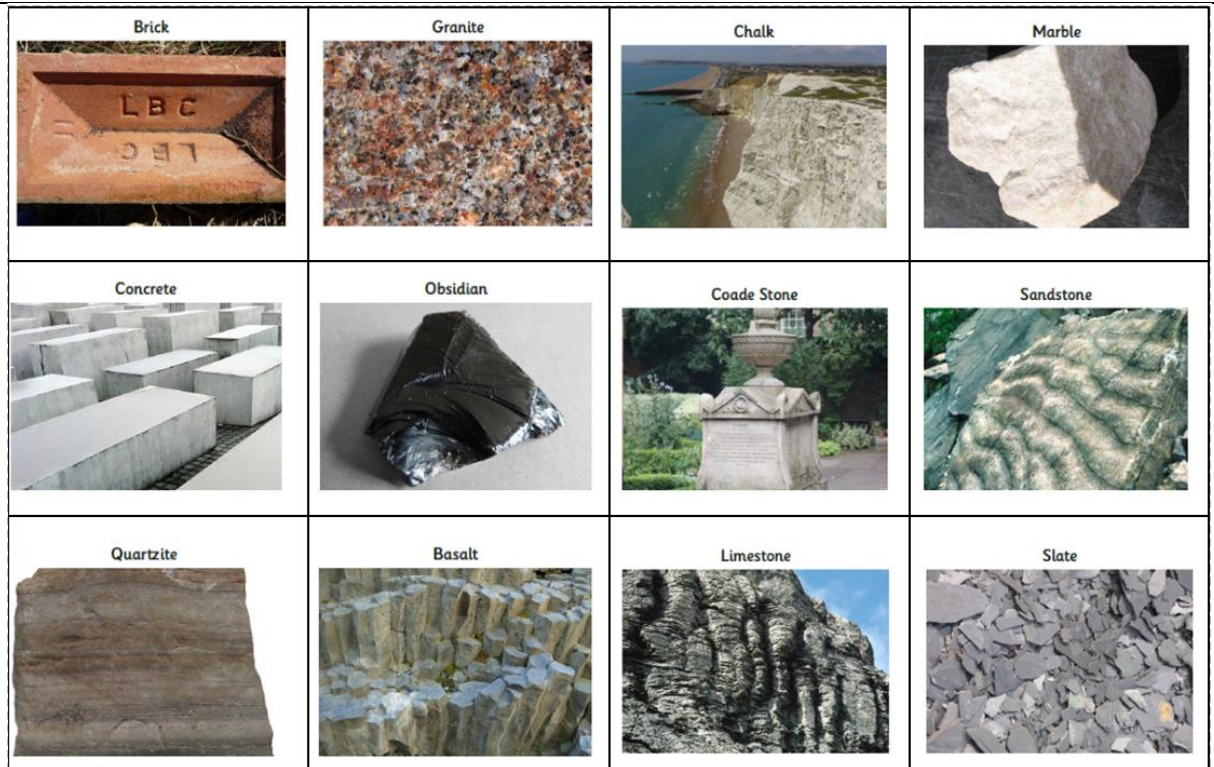 Brick
Granite
Chalk
Marble
LBC
LBC
Concrete
Obsidian
Coade Stone
Sandstone
Quartzite
Basalt
Limestone
Slate